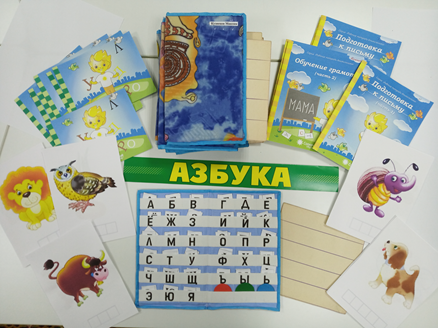 Подготовка
к письму
Обучение грамоте
МАМА
Подготовка
к письму
АЗБУКА
А Б В Г Д Е
Ё Ж З И Й К
Л М Н О П Р
С Т У Ф Х Ц
Ч Ш Щ Ъ Ы Ь
Э Ю Я